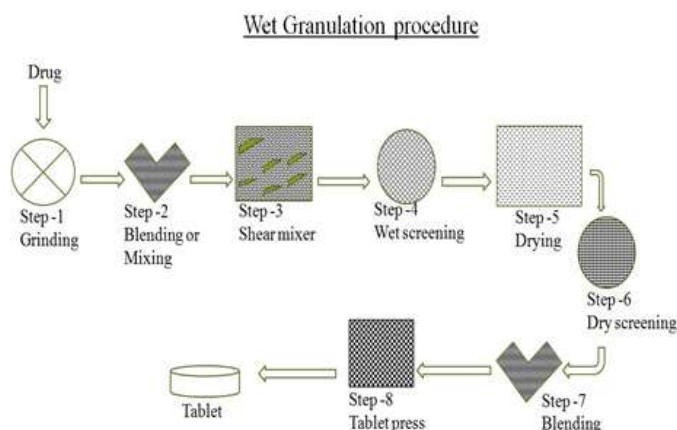 Wet Granulation procedure
Drug
Step -1
Grinding
Step -2
Blending or
Mixing
Step -3
Shear mixer
Step -4
Wet screening
Step -5
Drying
Step -6
Dry screening
Step -7
Blending
Step -8
Tablet press
Tablet